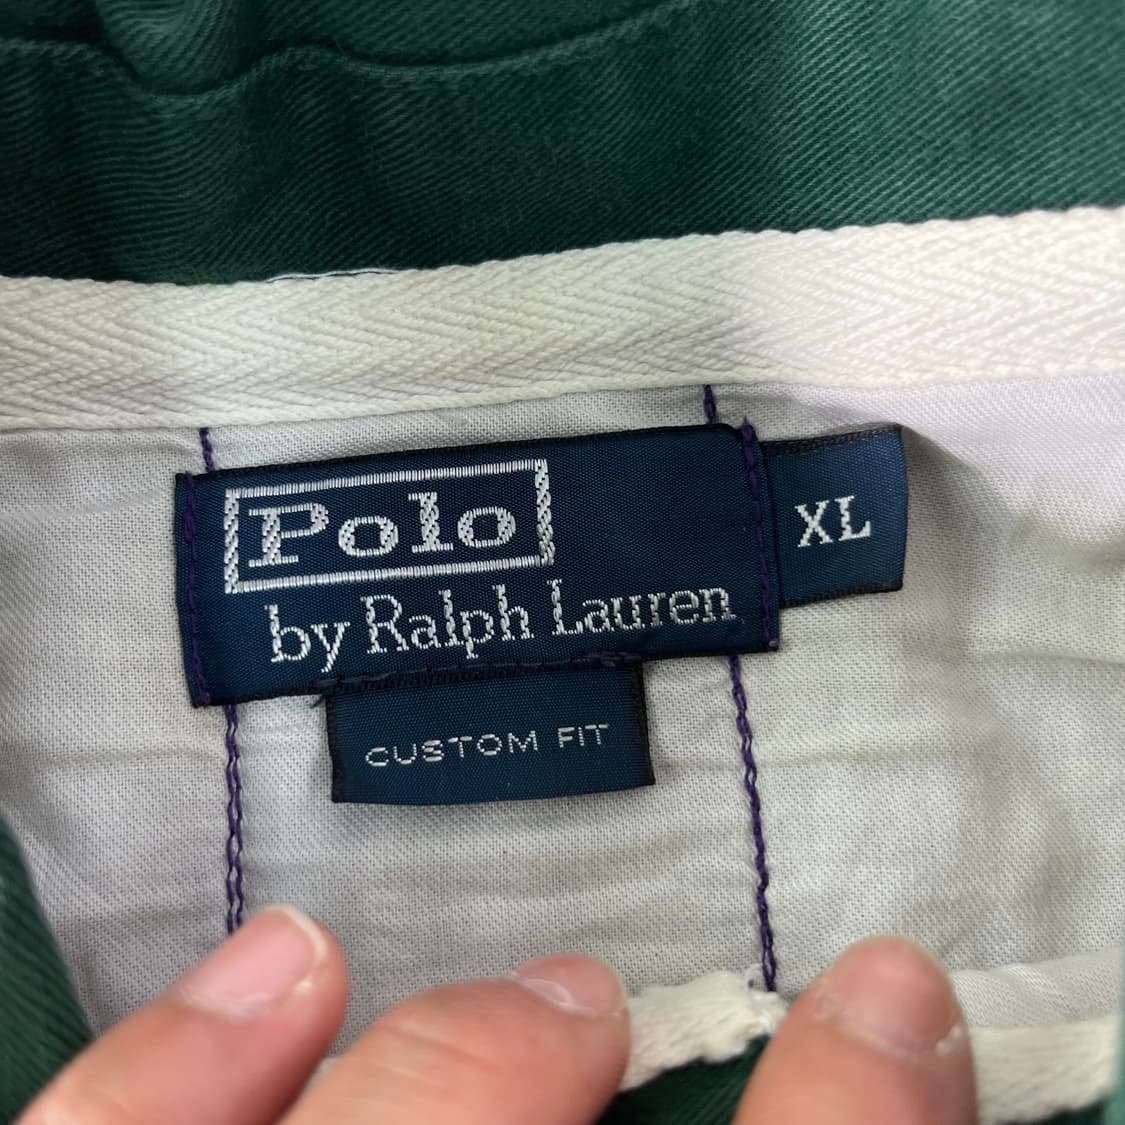 Polo
by Ralph Lauren
XL
CUSTOM FIT